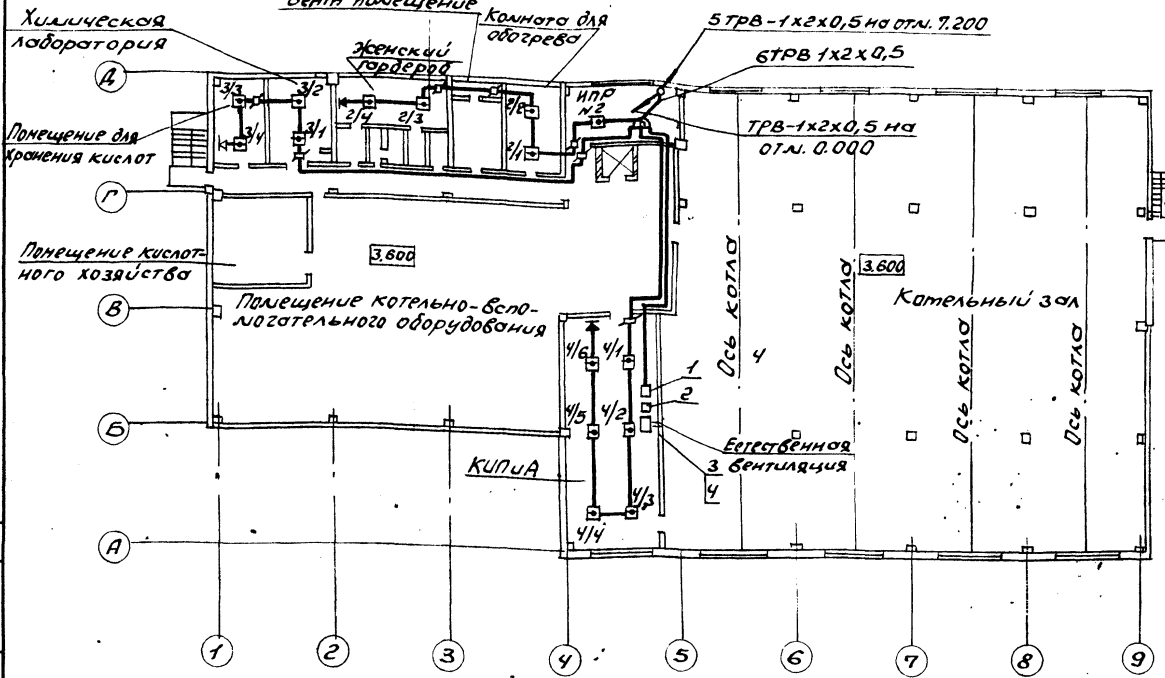 Химическая
лаборатория
Вент. помещение
Комната для
обогрева
5 ТРВ-1х2х0,5 на отм. 7.200
6ТРВ 1х2х0,5
Женский
гардероб
Д
3/3
3/2
2/4
2/3
2/2
ИПР
№2
ТРВ-1х2х0,5 на
отм. 0.000
Помещение для
хранения кислот
3/4
3/1
2/1
Г
Помещение кислот-
ного хозяйства
3,600
3.600
В
Помещение котельно-вспо-
могательного оборудования
Котельный зал
Ось котла
Ось котла
Ось котла
Ось котла
4
4/6
4/1
1
2
4/5
4/2
Б
Естественная
вентиляция
3
4
КИПиА
4/3
4/4
А
1
2
3
4
5
6
7
8
9